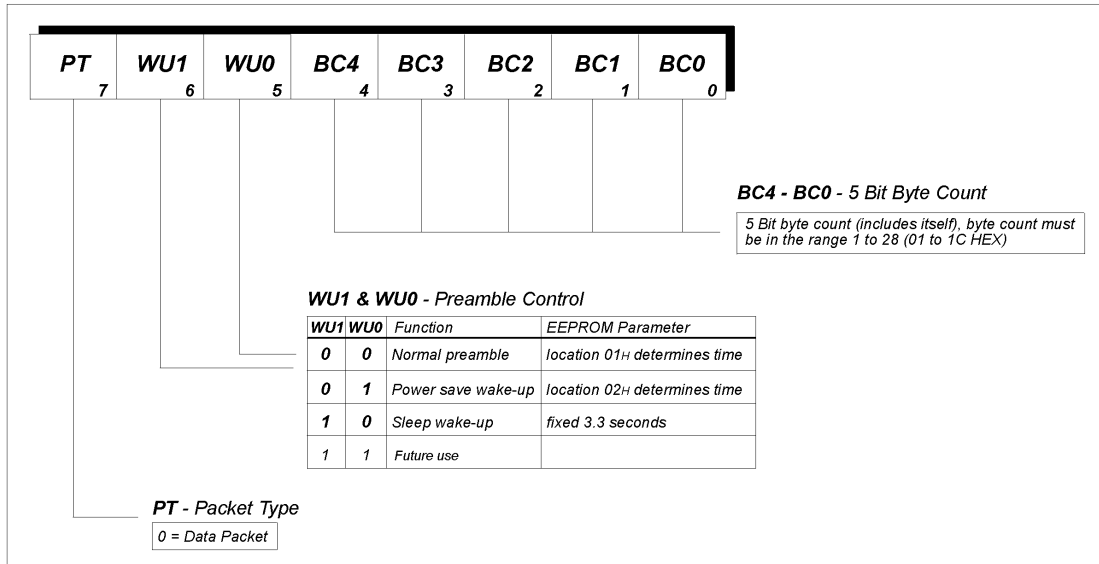 PT WU1 WU0 BC4 BC3 BC2 BC1 BC0
7 6 5 4 3 2 1 0
BC4 - BC0 - 5 Bit Byte Count
5 Bit byte count (includes itself), byte count must
be in the range 1 to 28 (01 to 1C HEX)
WU1 & WU0 - Preamble Control
WU1 WU0 Function EEPROM Parameter
0 0 Normal preamble location 01H determines time
0 1 Power save wake-up location 02H determines time
1 0 Sleep wake-up fixed 3.3 seconds
1 1 Future use
PT - Packet Type
0 = Data Packet